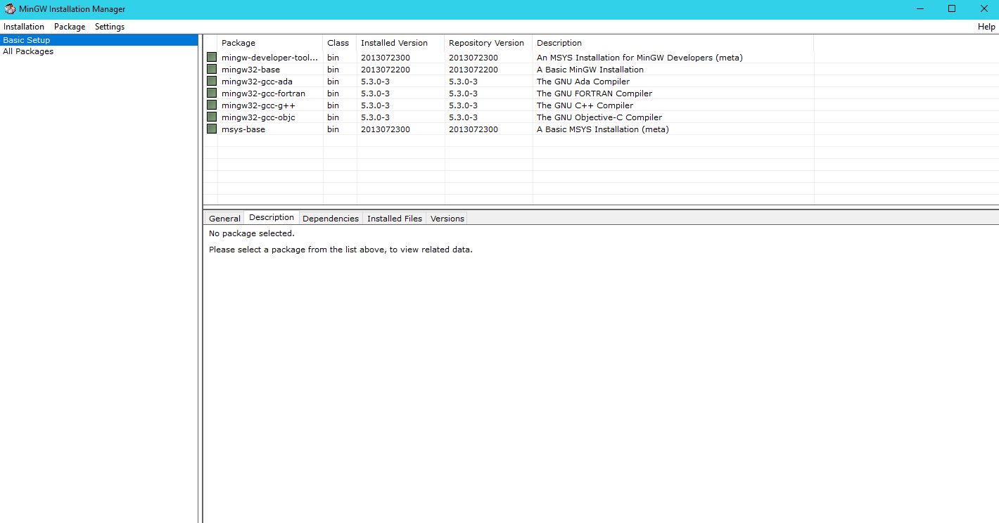 MinGW Installation Manager
Installation Package Settings Help
Basic Setup
All Packages
Package Class Installed Version Repository Version Description
mingw-developer-tool... bin 2013072300 2013072300 An MSYS Installation for MinGW Developers (meta)
mingw32-base bin 2013072200 2013072200 A Basic MinGW Installation
mingw32-gcc-ada bin 5.3.0-3 5.3.0-3 The GNU Ada Compiler
mingw32-gcc-fortran bin 5.3.0-3 5.3.0-3 The GNU FORTRAN Compiler
mingw32-gcc-g++ bin 5.3.0-3 5.3.0-3 The GNU C++ Compiler
mingw32-gcc-objc bin 5.3.0-3 5.3.0-3 The GNU Objective-C Compiler
msys-base bin 2013072300 2013072300 A Basic MSYS Installation (meta)
General Description Dependencies Installed Files Versions
No package selected.
Please select a package from the list above, to view related data.